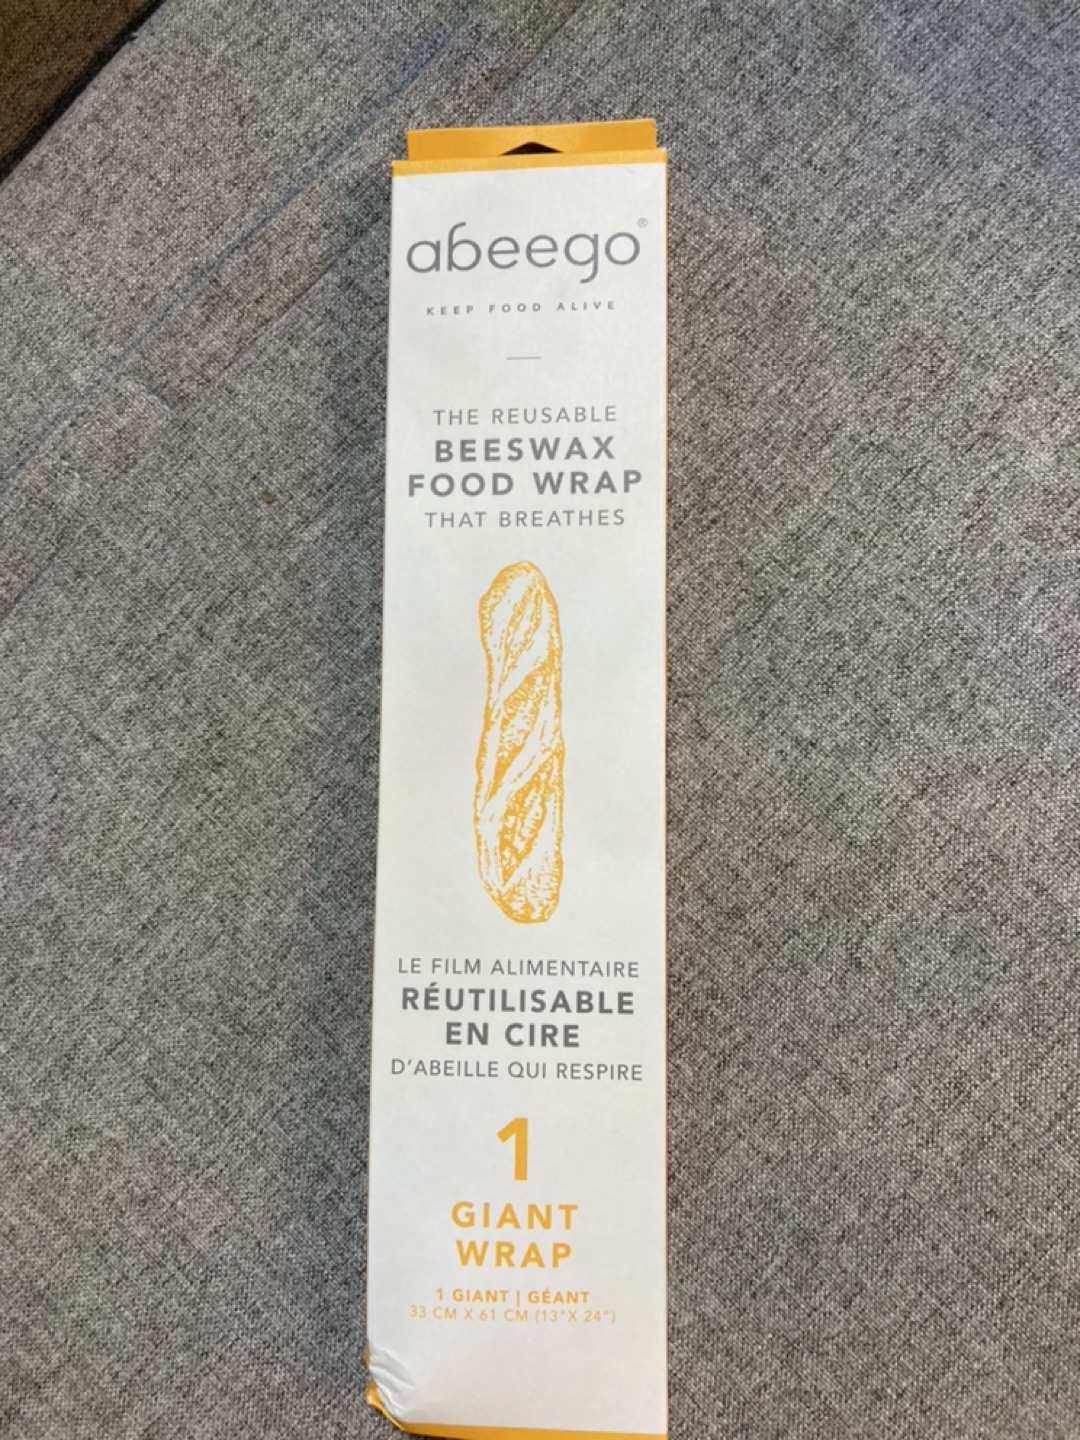 abeego®
KEEP FOOD ALIVE
THE REUSABLE
BEESWAX
FOOD WRAP
THAT BREATHES
LE FILM ALIMENTAIRE
RÉUTILISABLE
EN CIRE
D'ABEILLE QUI RESPIRE
1
GIANT
WRAP
1 GIANT | GÉANT
33 CM X 61 CM (13"X 24")